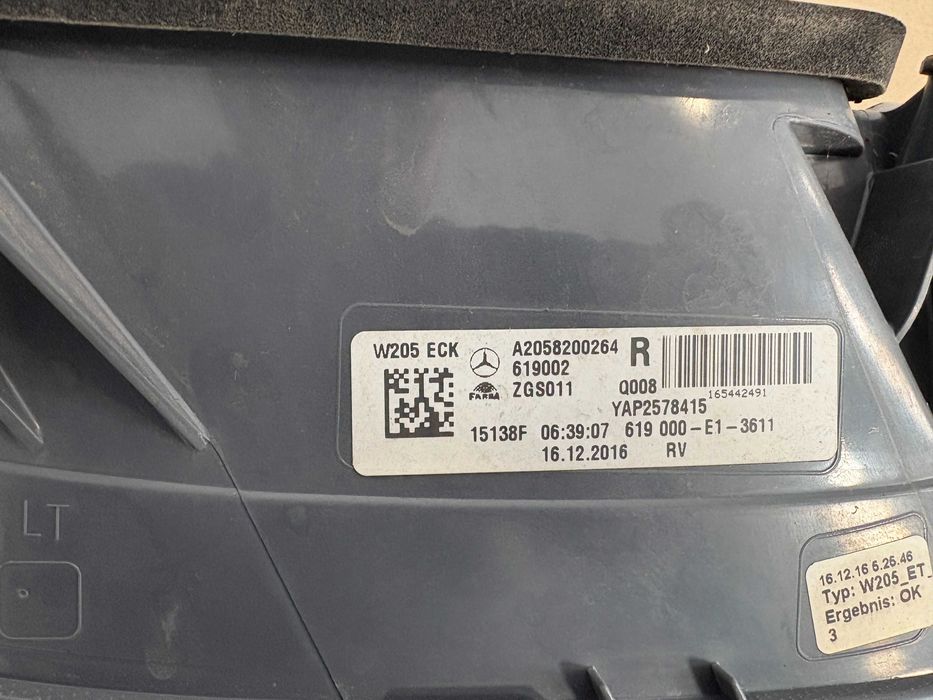 W205 ECK A2058200264 R
619002
FARBA ZGS011 Q008 165442491
YAP2578415
15138F 06:39:07 619 000-E1-3611
16.12.2016 RV
LT
16.12.16 6.26.46
Typ: W205_ET_
Ergebnis: OK
3